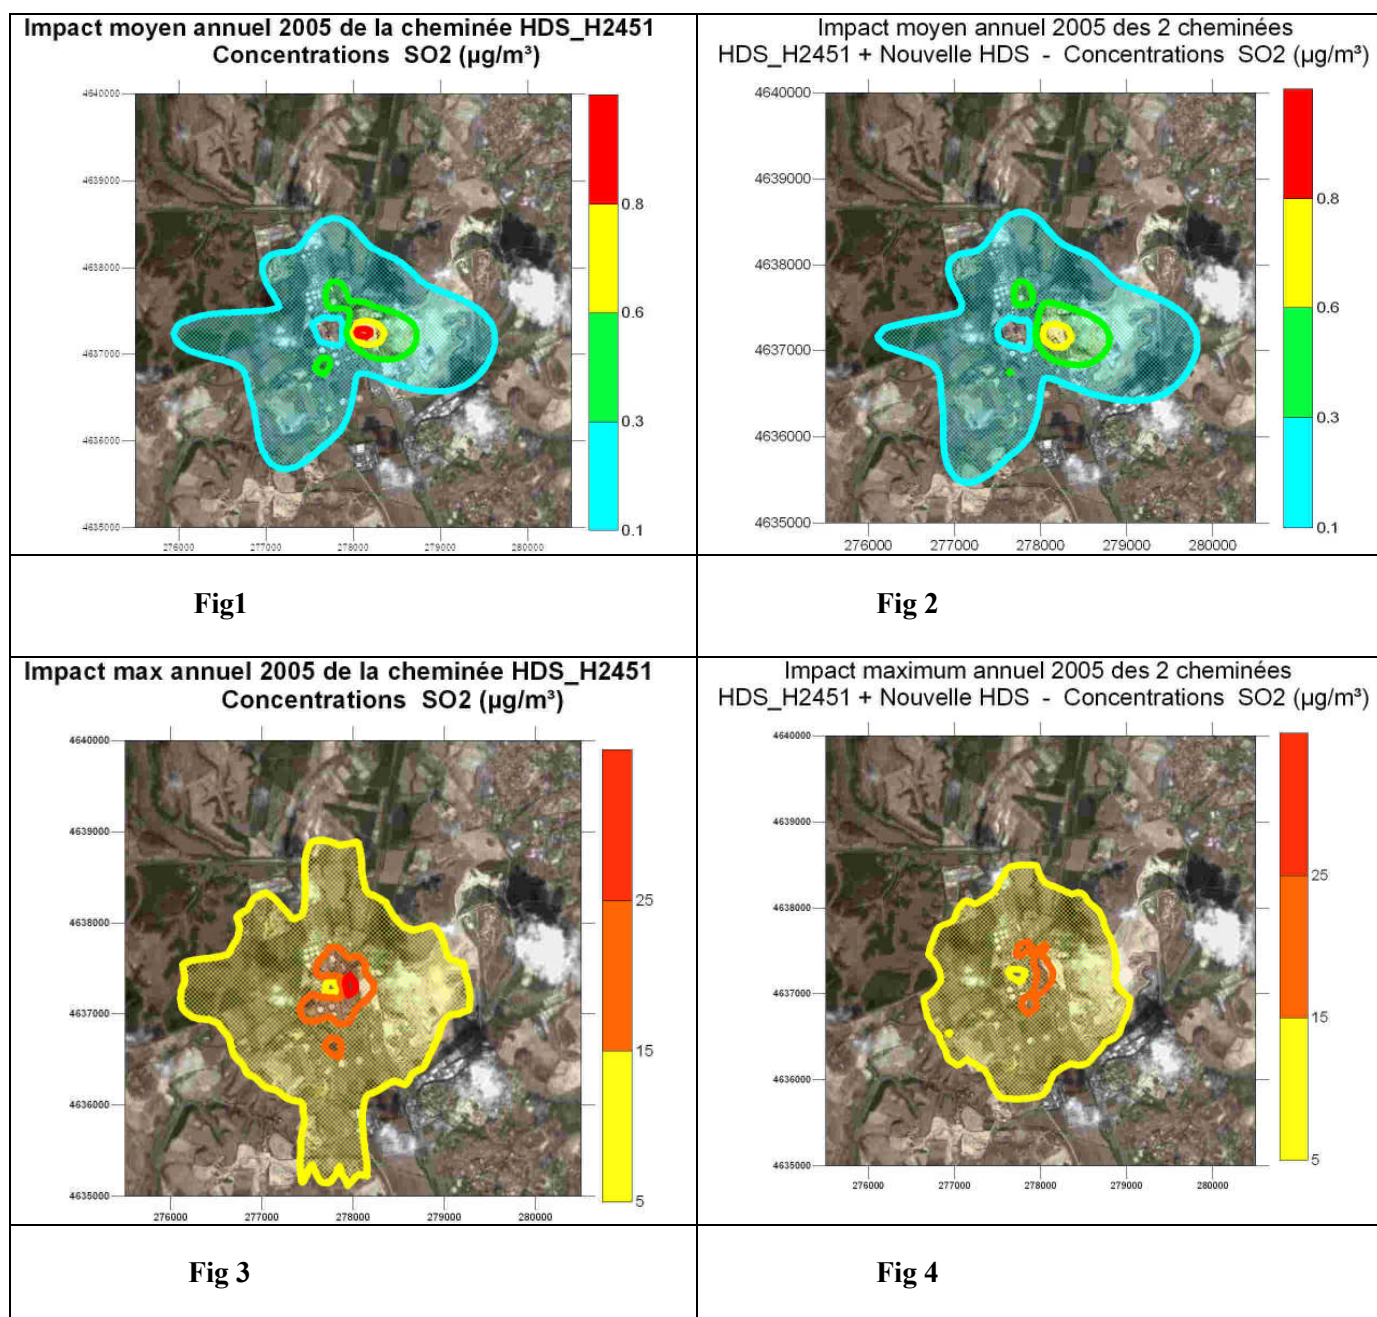 Impact moyen annuel 2005 de la cheminée HDS_H2451
Concentrations SO2 (µg/m³)
4640000
4639000
4638000
4637000
4636000
4635000
276000 277000 278000 279000 280000
0.8
0.6
0.3
0.1
Impact moyen annuel 2005 des 2 cheminées
HDS_H2451 + Nouvelle HDS - Concentrations SO2 (µg/m³)
4640000
4639000
4638000
4637000
4636000
4635000
276000 277000 278000 279000 280000
0.8
0.6
0.3
0.1
Fig1
Fig 2
Impact max annuel 2005 de la cheminée HDS_H2451
Concentrations SO2 (µg/m³)
4640000
4639000
4638000
4637000
4636000
4635000
276000 277000 278000 279000 280000
25
15
5
Impact maximum annuel 2005 des 2 cheminées
HDS_H2451 + Nouvelle HDS - Concentrations SO2 (µg/m³)
4640000
4639000
4638000
4637000
4636000
4635000
276000 277000 278000 279000 280000
25
15
5
Fig 3
Fig 4